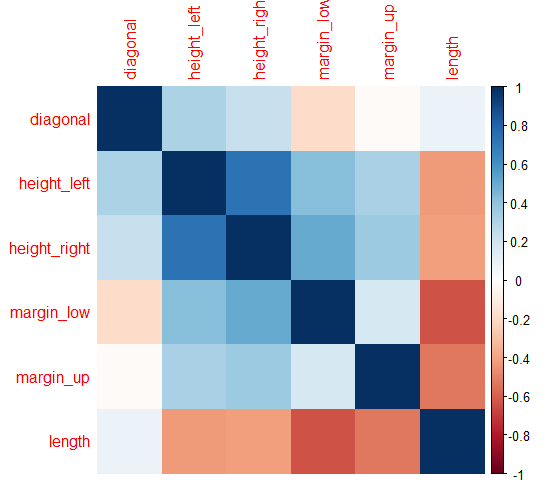 diagonal
height_left
height_righ
margin_low
margin_up
length
diagonal
height_left
height_right
margin_low
margin_up
length
1
0.8
0.6
0.4
0.2
0
-0.2
-0.4
-0.6
-0.8
-1